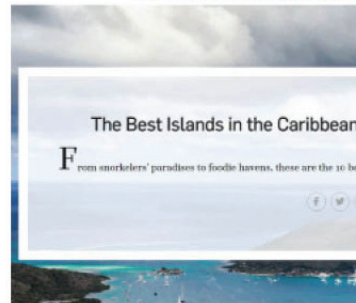 The Best Islands in the Caribbean
From snorkelers' paradises to foodie havens, these are the 10